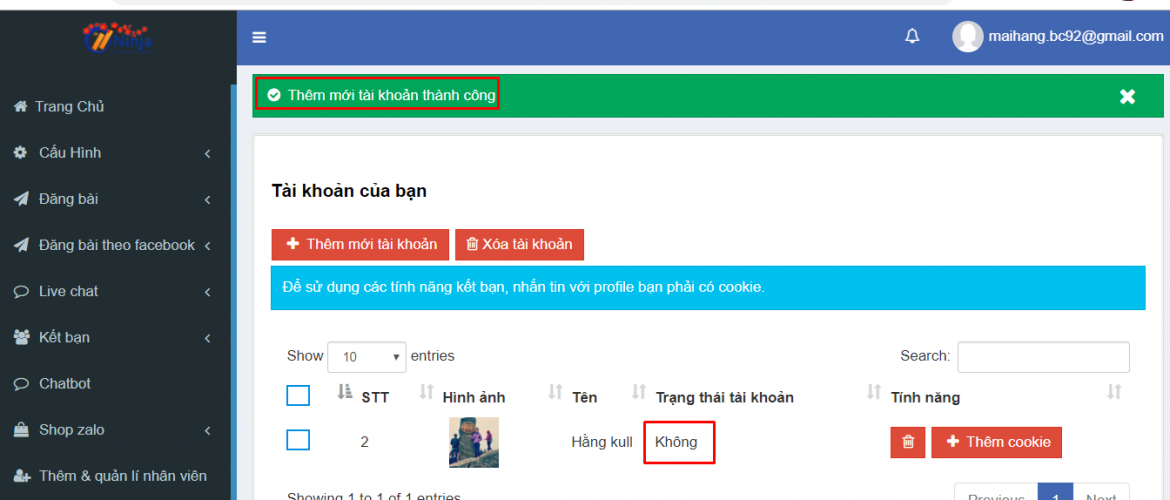 Ninja
maihang.bc92@gmail.com
Thêm mới tài khoản thành công
Trang Chủ
Cấu Hình
Đăng bài
Đăng bài theo facebook
Live chat
Kết bạn
Chatbot
Shop zalo
Thêm & quản lí nhân viên
Tài khoản của bạn
Thêm mới tài khoản Xóa tài khoản
Để sử dụng các tính năng kết bạn, nhắn tin với profile bạn phải có cookie.
Show 10 entries Search:
STT Hình ảnh Tên Trạng thái tài khoản Tính năng
2 Hằng kull Không Thêm cookie
Showing 1 to 1 of 1 entries
Previous 1 Next